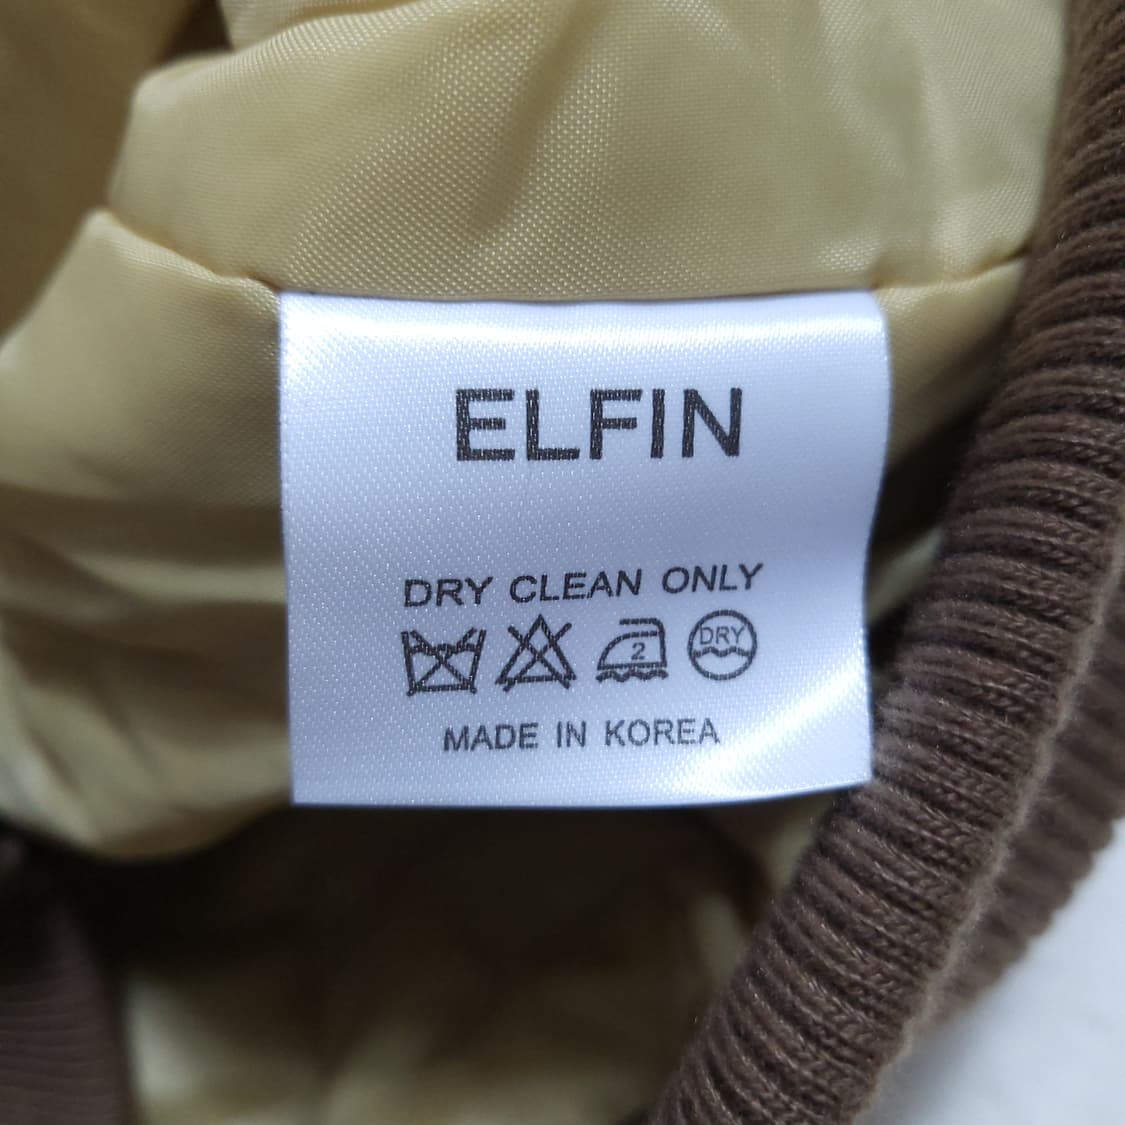 ELFIN
DRY CLEAN ONLY
2 DRY
MADE IN KOREA